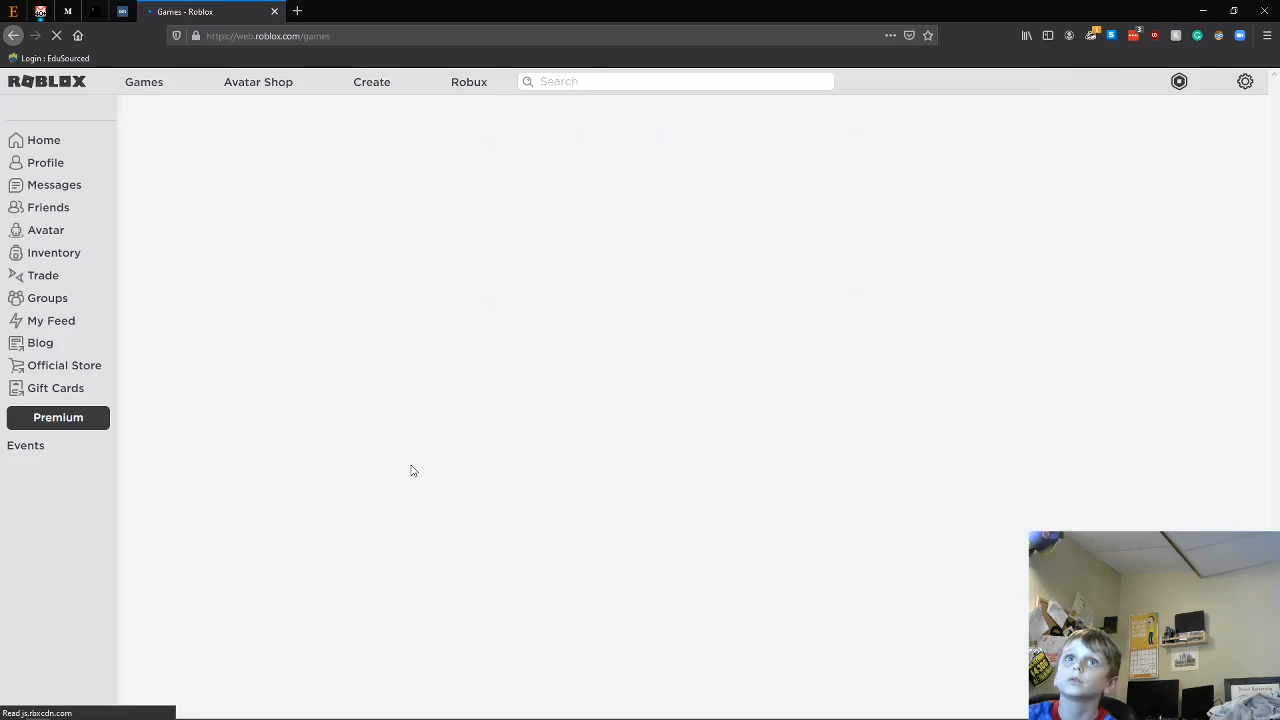 Games - Roblox
https://web.roblox.com/games
Login : EduSourced
ROBLOX
Games
Avatar Shop
Create
Robux
Search
Home
Profile
Messages
Friends
Avatar
Inventory
Trade
Groups
My Feed
Blog
Official Store
Gift Cards
Premium
Events
Read js.rbxcdn.com